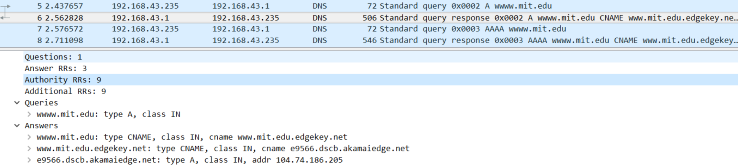 5 2.437657 192.168.43.235 192.168.43.1 DNS 72 Standard query 0x0002 A wwww.mit.edu
6 2.562828 192.168.43.1 192.168.43.235 DNS 506 Standard query response 0x0002 A wwww.mit.edu CNAME www.mit.edu.edgekey.ne…
7 2.576572 192.168.43.235 192.168.43.1 DNS 72 Standard query 0x0003 AAAA wwww.mit.edu
8 2.711098 192.168.43.1 192.168.43.235 DNS 546 Standard query response 0x0003 AAAA wwww.mit.edu CNAME www.mit.edu.edgekey…
Questions: 1
Answer RRs: 3
Authority RRs: 9
Additional RRs: 9
Queries
wwww.mit.edu: type A, class IN
Answers
wwww.mit.edu: type CNAME, class IN, cname www.mit.edu.edgekey.net
www.mit.edu.edgekey.net: type CNAME, class IN, cname e9566.dscb.akamaiedge.net
e9566.dscb.akamaiedge.net: type A, class IN, addr 104.74.186.205